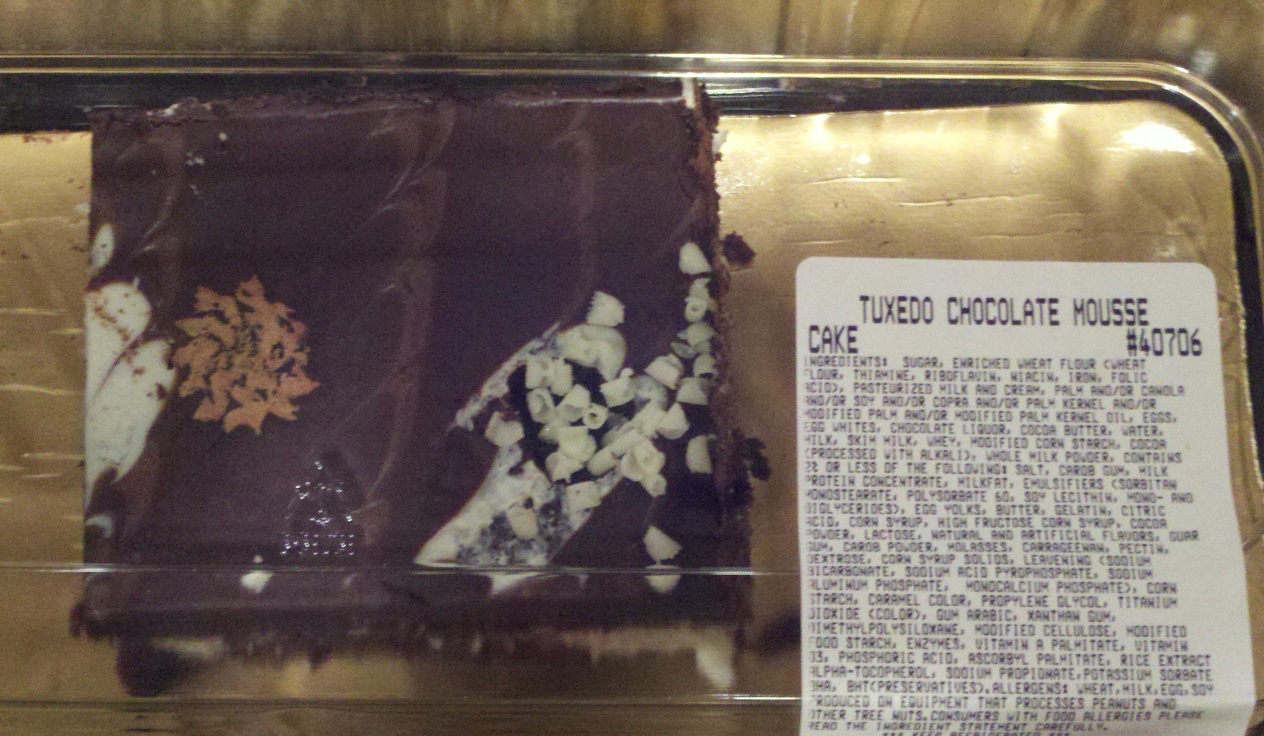 TUXEDO CHOCOLATE MOUSSE
CAKE #40706
INGREDIENTS: SUGAR, ENRICHED WHEAT FLOUR (WHEAT
FLOUR, THIAMINE, RIBOFLAVIN, NIACIN, IRON, FOLIC
ACID), PASTEURIZED MILK AND CREAM, PALM AND/OR CANOLA
AND/OR SOY AND/OR COPRA AND/OR PALM KERNEL AND/OR
MODIFIED PALM AND/OR MODIFIED PALM KERNEL OIL, EGGS,
EGG WHITES, CHOCOLATE LIQUOR, COCOA BUTTER, WATER,
MILK, SKIM MILK, WHEY, MODIFIED CORN STARCH, COCOA
(PROCESSED WITH ALKALI), WHOLE MILK POWDER, CONTAINS
2% OR LESS OF THE FOLLOWING: SALT, CAROB GUM, MILK
PROTEIN CONCENTRATE, MILKFAT, EMULSIFIERS (SORBITAN
MONOSTEARATE, POLYSORBATE 60, SOY LECITHIN, MONO- AND
DIGLYCERIDES), EGG YOLKS, BUTTER, GELATIN, CITRIC
ACID, CORN SYRUP, HIGH FRUCTOSE CORN SYRUP, COCOA
POWDER, LACTOSE, NATURAL AND ARTIFICIAL FLAVORS, GUAR
GUM, CAROB POWDER, MOLASSES, CARRAGEENAN, PECTIN,
DEXTROSE, CORN SYRUP SOLIDS, LEAVENING (SODIUM
BICARBONATE, SODIUM ACID PYROPHOSPHATE, SODIUM
ALUMINUM PHOSPHATE, MONOCALCIUM PHOSPHATE), CORN
STARCH, CARAMEL COLOR, PROPYLENE GLYCOL, TITANIUM
DIOXIDE (COLOR), GUM ARABIC, XANTHAN GUM,
DIMETHYLPOLYSILOXANE, MODIFIED CELLULOSE, MODIFIED
FOOD STARCH, ENZYMES, VITAMIN A PALMITATE, VITAMIN
D3, PHOSPHORIC ACID, ASCORBYL PALMITATE, RICE EXTRACT
ALPHA-TOCOPHEROL, SODIUM PROPIONATE,POTASSIUM SORBATE
BHA, BHT(PRESERVATIVES).ALLERGENS: WHEAT,MILK,EGG,SOY
PRODUCED ON EQUIPMENT THAT PROCESSES PEANUTS AND
OTHER TREE NUTS.CONSUMERS WITH FOOD ALLERGIES PLEASE
READ THE INGREDIENT STATEMENT CAREFULLY.
*** KEEP REFRIGERATED ***